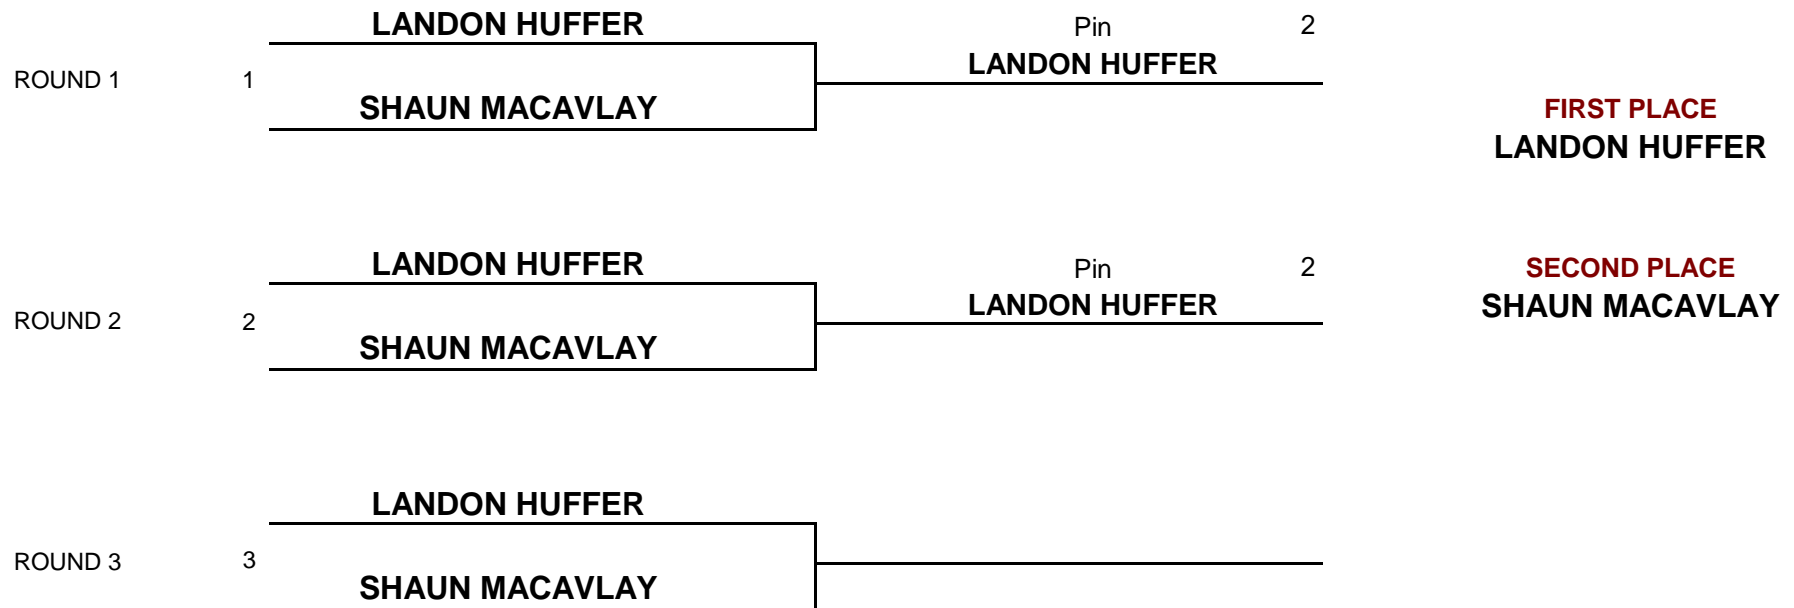 LANDON HUFFER
Pin 2
LANDON HUFFER
ROUND 1 1
SHAUN MACAVLAY
FIRST PLACE
LANDON HUFFER
LANDON HUFFER
Pin 2
SECOND PLACE
LANDON HUFFER
SHAUN MACAVLAY
ROUND 2 2
SHAUN MACAVLAY
LANDON HUFFER
ROUND 3 3
SHAUN MACAVLAY